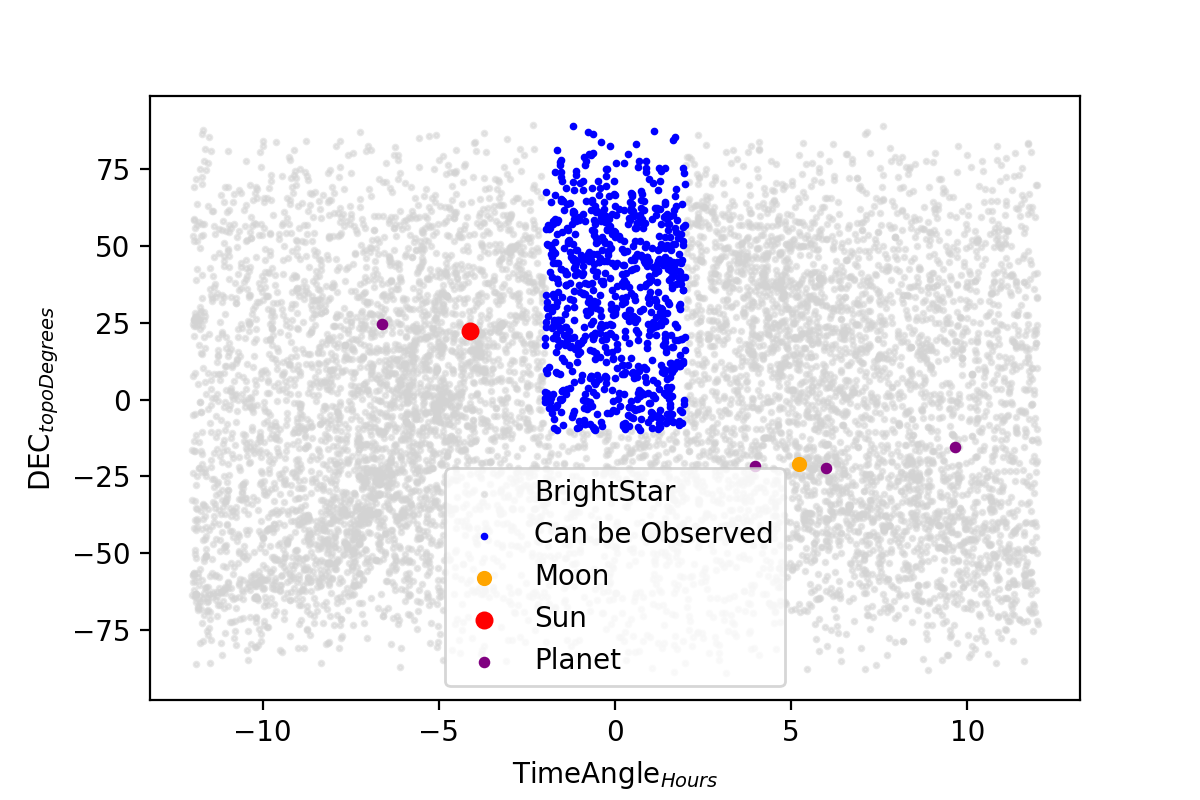 75
50
25
0
−25
−50
−75
DEC_topoDegrees
BrightStar
Can be Observed
Moon
Sun
Planet
−10
−5
0
5
10
TimeAngle_Hours